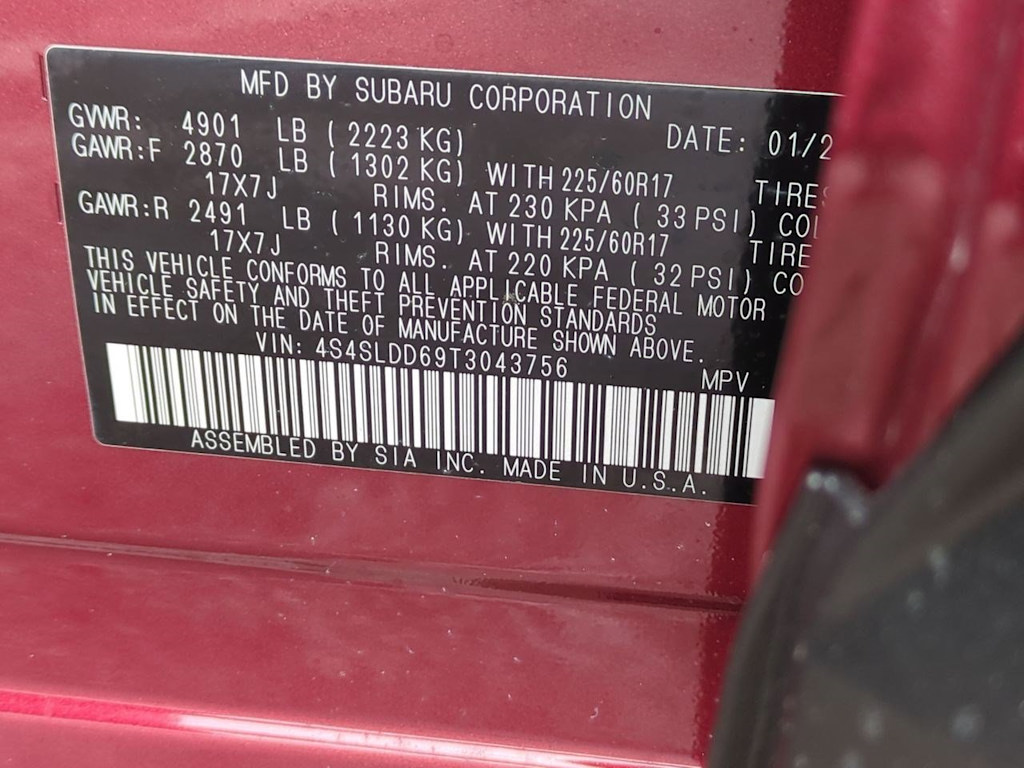 MFD BY SUBARU CORPORATION
DATE: 01/2
GVWR: 4901 LB ( 2223 KG)
GAWR:F 2870 LB ( 1302 KG) WITH 225/60R17 TIRES
17X7J RIMS. AT 230 KPA ( 33 PSI)
GAWR:R 2491 LB ( 1130 KG) WITH 225/60R17 TIRE
17X7J RIMS. AT 220 KPA ( 32 PSI) CO
THIS VEHICLE CONFORMS TO ALL APPLICABLE FEDERAL MOTOR
VEHICLE SAFETY AND THEFT PREVENTION STANDARDS
IN EFFECT ON THE DATE OF MANUFACTURE SHOWN ABOVE.
VIN: 4S4SLDD69T3043756
MPV
ASSEMBLED BY SIA INC. MADE IN U.S.A.